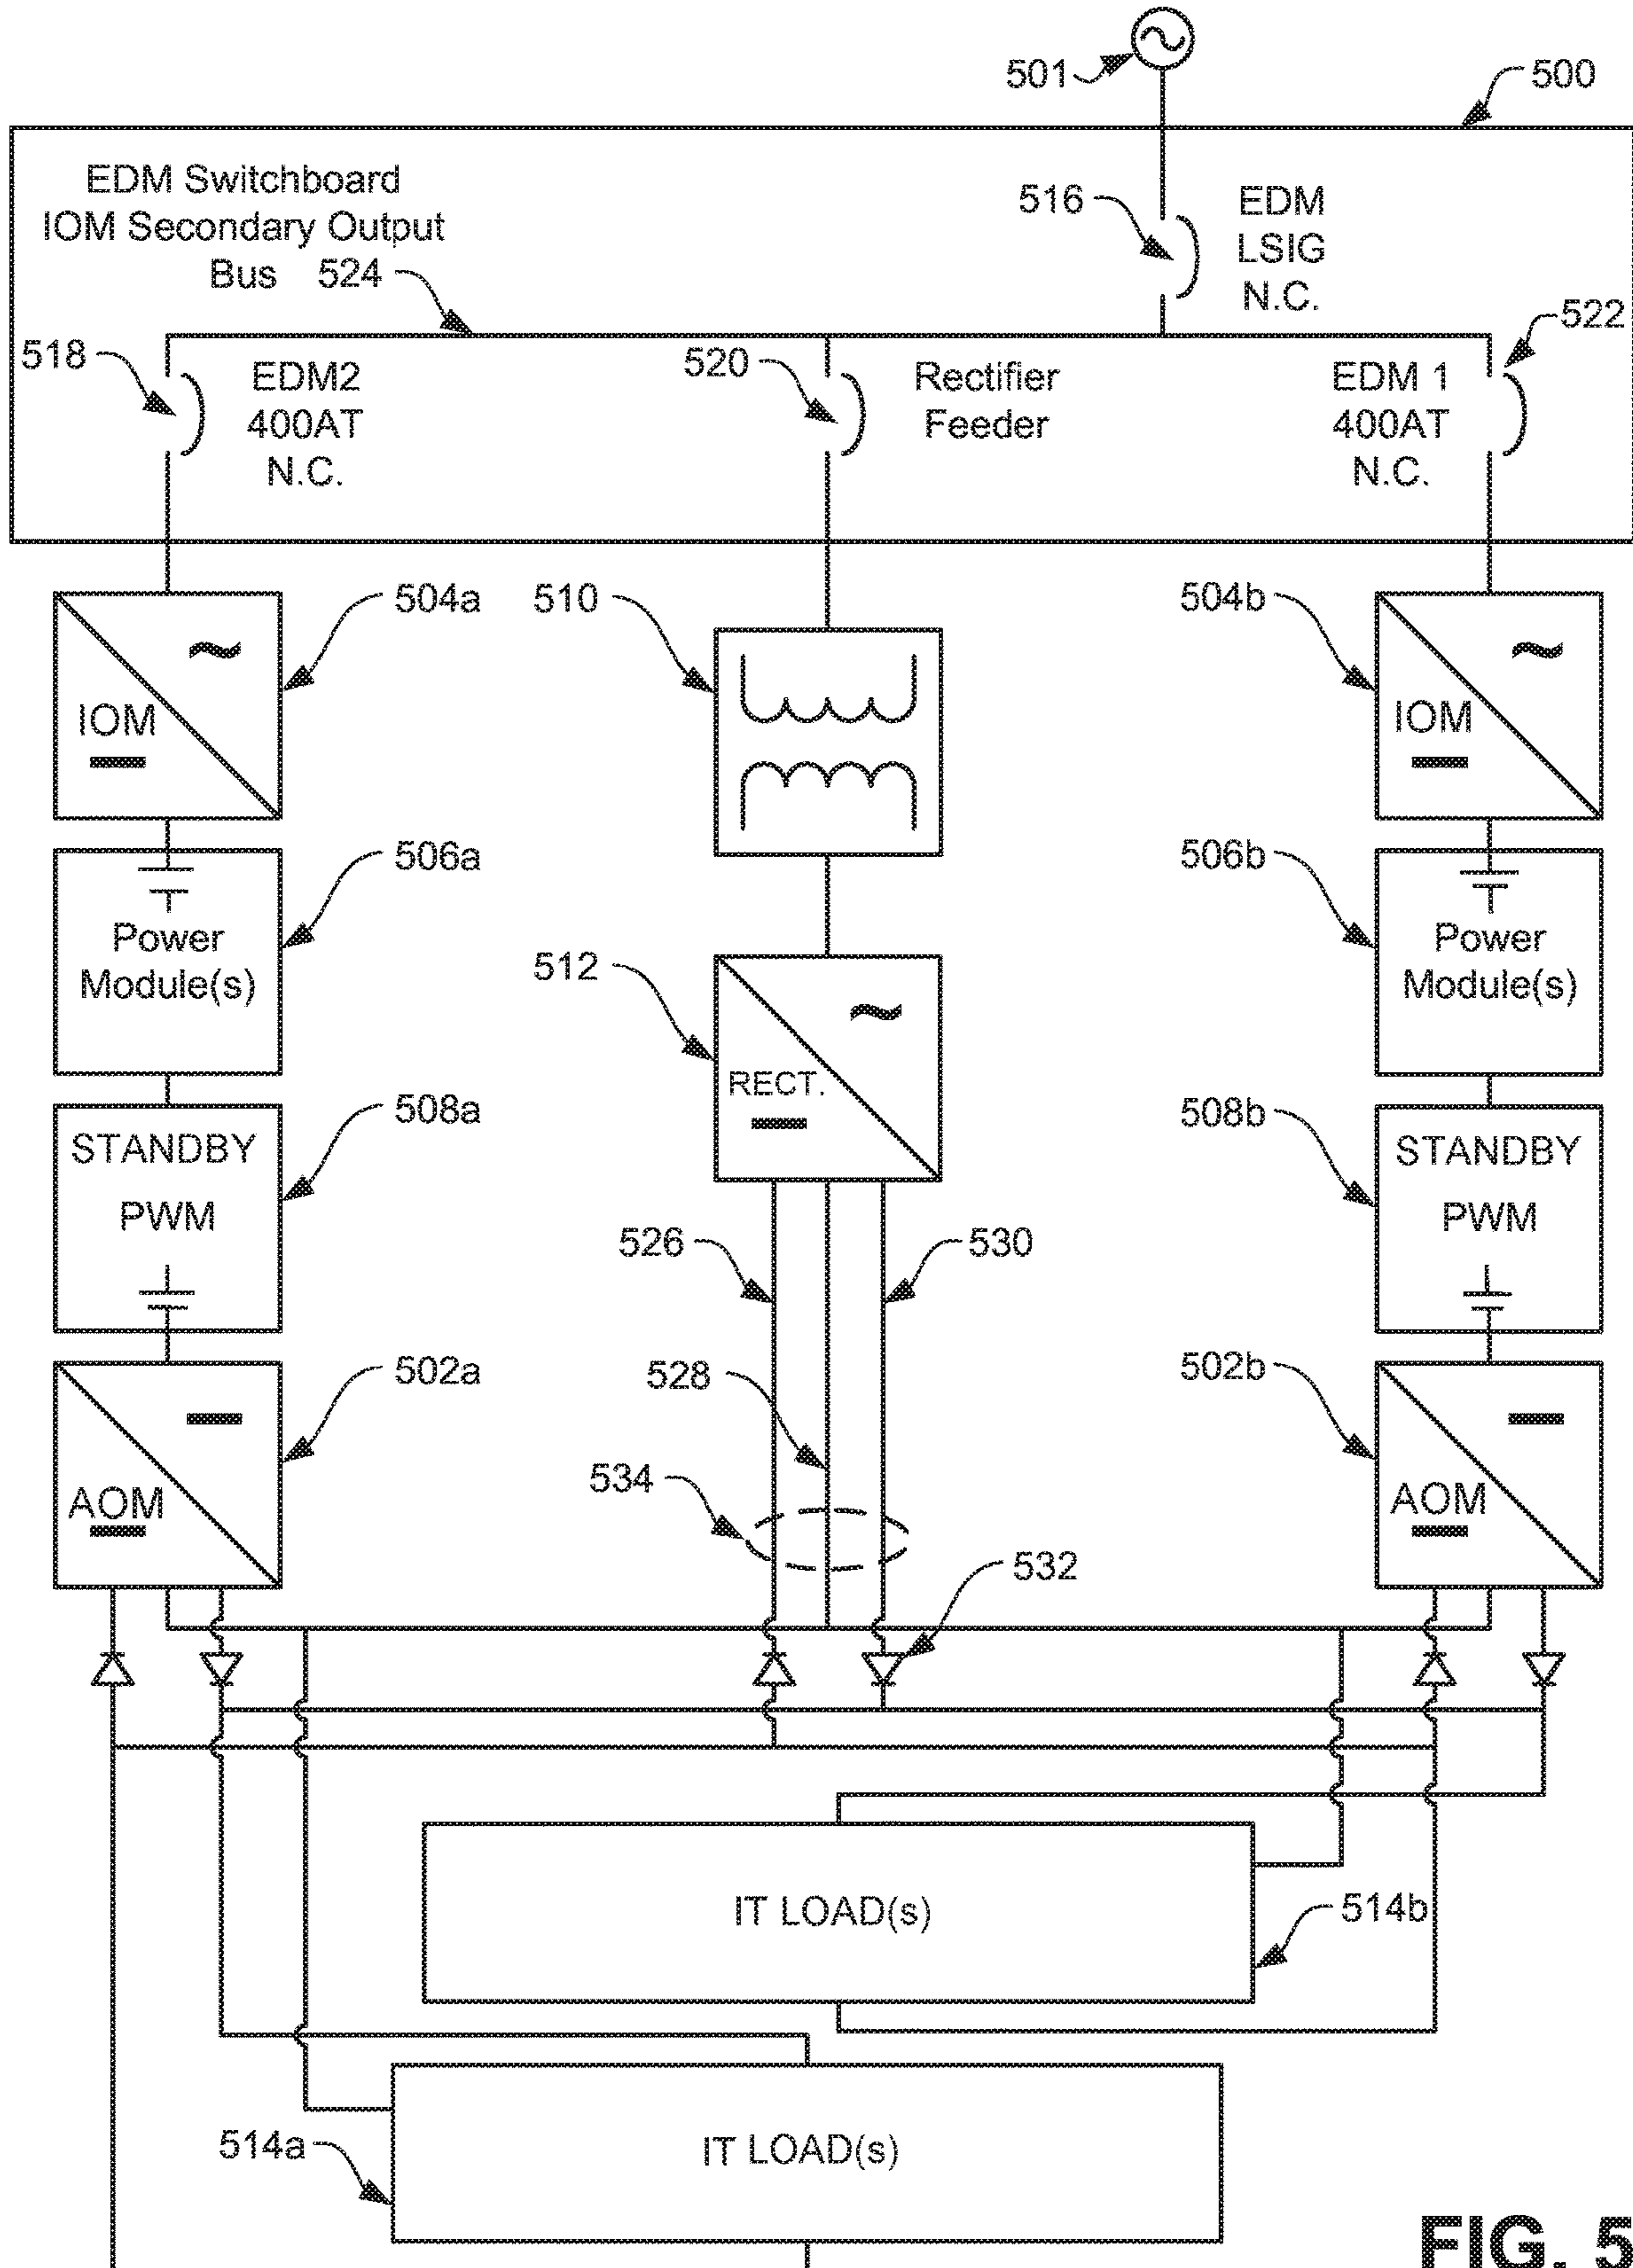 501
500
EDM Switchboard
IOM Secondary Output
Bus 524
516
EDM
LSIG
N.C.
522
518
EDM2
400AT
N.C.
520
Rectifier
Feeder
EDM 1
400AT
N.C.
504a
510
504b
IOM
IOM
506a
506b
Power
Module(s)
Power
Module(s)
512
RECT.
508a
508b
STANDBY
PWM
STANDBY
PWM
526
530
502a
528
502b
534
AOM
AOM
532
IT LOAD(s)
514b
514a
IT LOAD(s)
FIG. 5